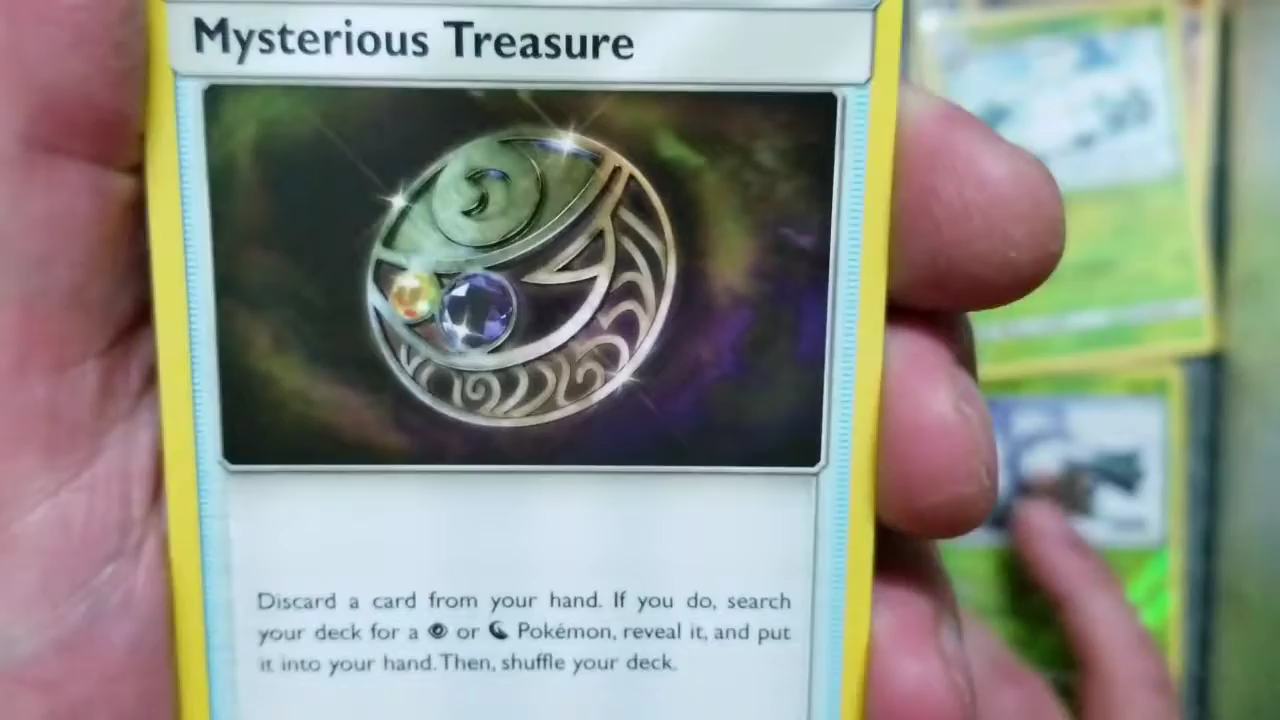 Mysterious Treasure
Discard a card from your hand. If you do, search
your deck for a or Pokémon, reveal it, and put
it into your hand. Then, shuffle your deck.